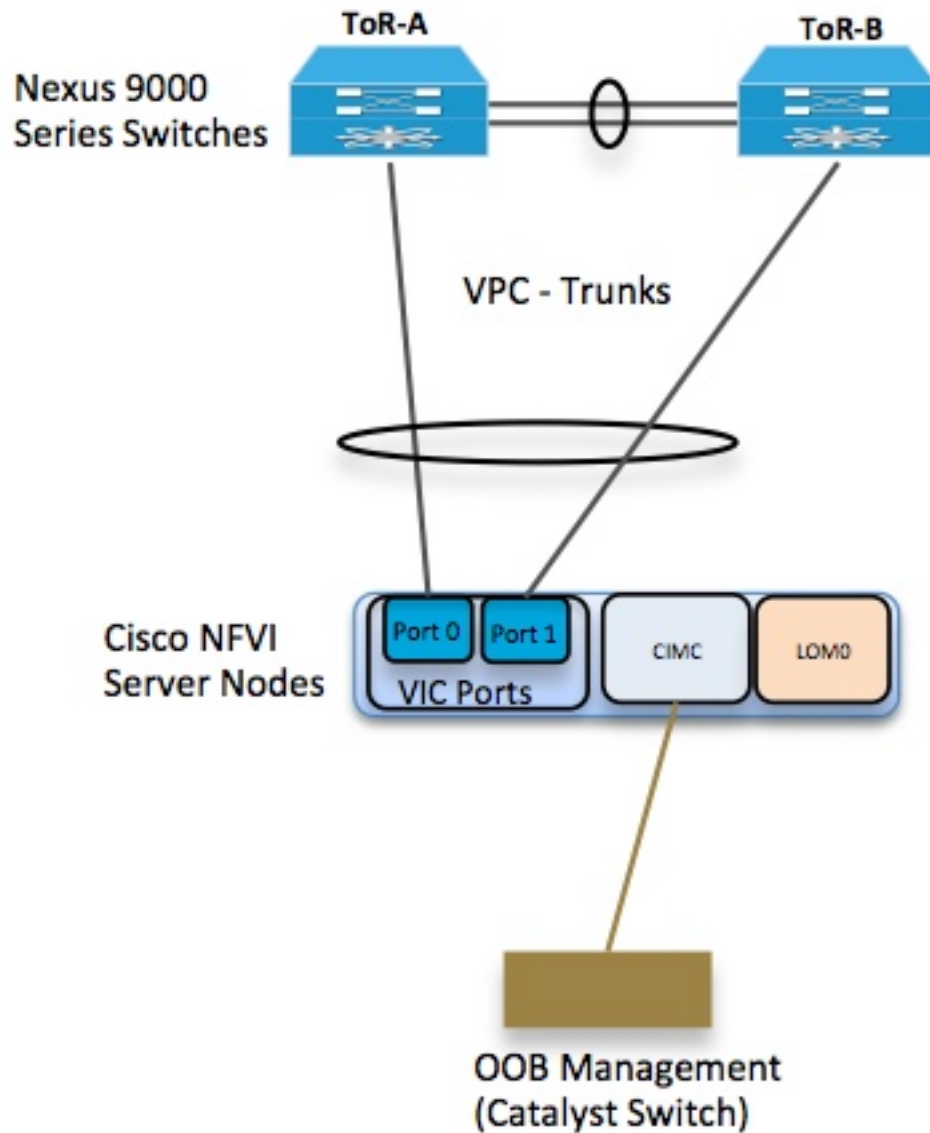 ToR-A
ToR-B
Nexus 9000
Series Switches
VPC - Trunks
Cisco NFVI
Server Nodes
Port 0
Port 1
VIC Ports
CIMC
LOM0
OOB Management
(Catalyst Switch)